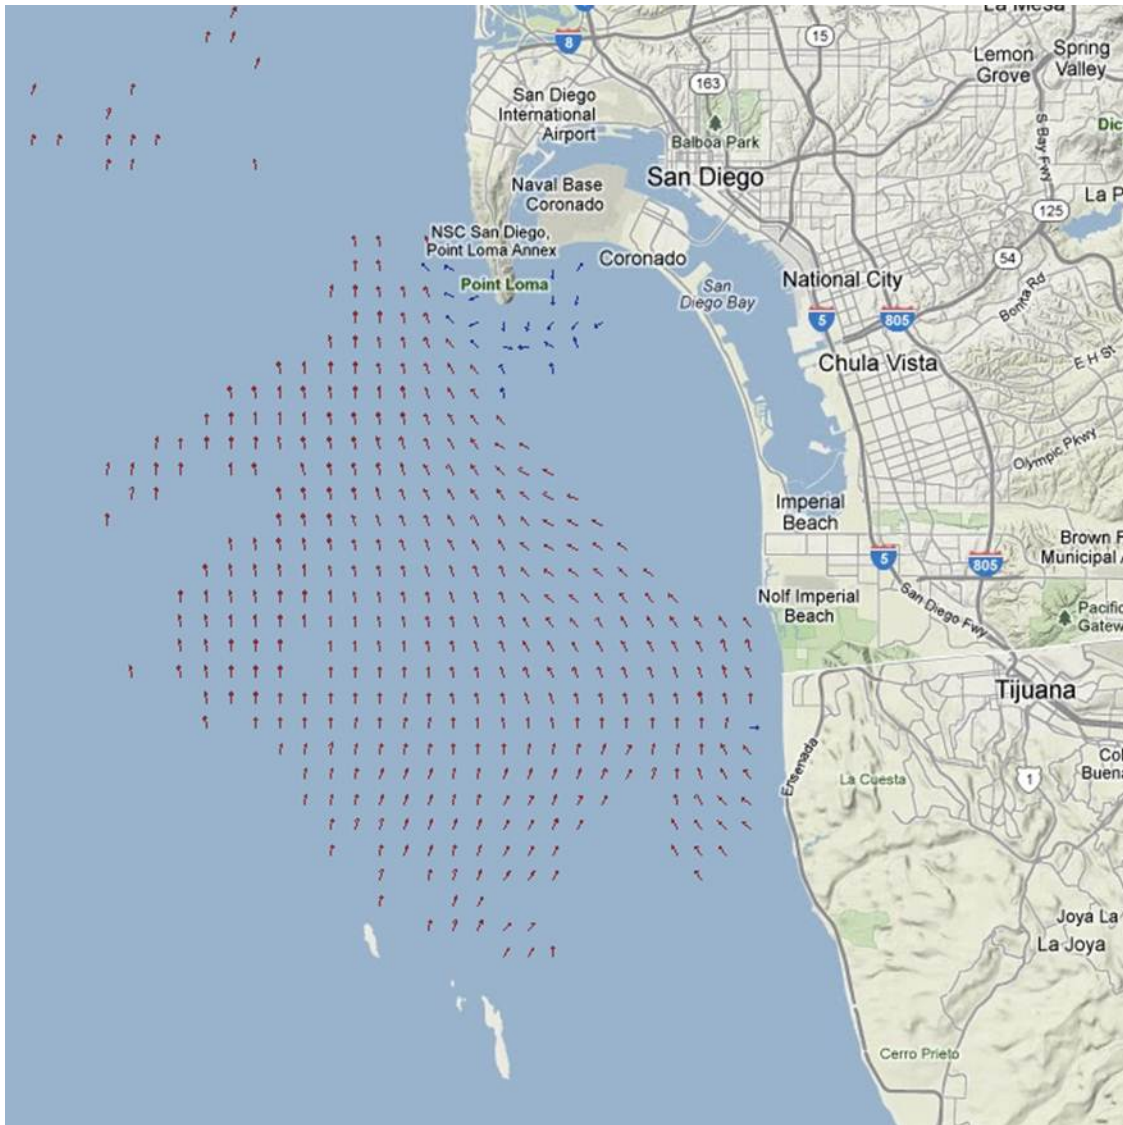 La Mesa
8
15
Lemon
Grove
Spring
Valley
163
San Diego
International
Airport
S Bay Fwy
Balboa Park
San Diego
Naval Base
Coronado
125
NSC San Diego,
Point Loma Annex
Coronado
54
Point Loma
San
Diego Bay
National City
Bonita Rd
5
805
Chula Vista
E H St
Olympic Pkwy
Imperial
Beach
Brown F
Municipal
5
805
Nolf Imperial
Beach
San Diego Fwy
Pacific
Gatew
Tijuana
Ensenada
La Cuesta
1
Col
Buena
Joya La
La Joya
Cerro Prieto